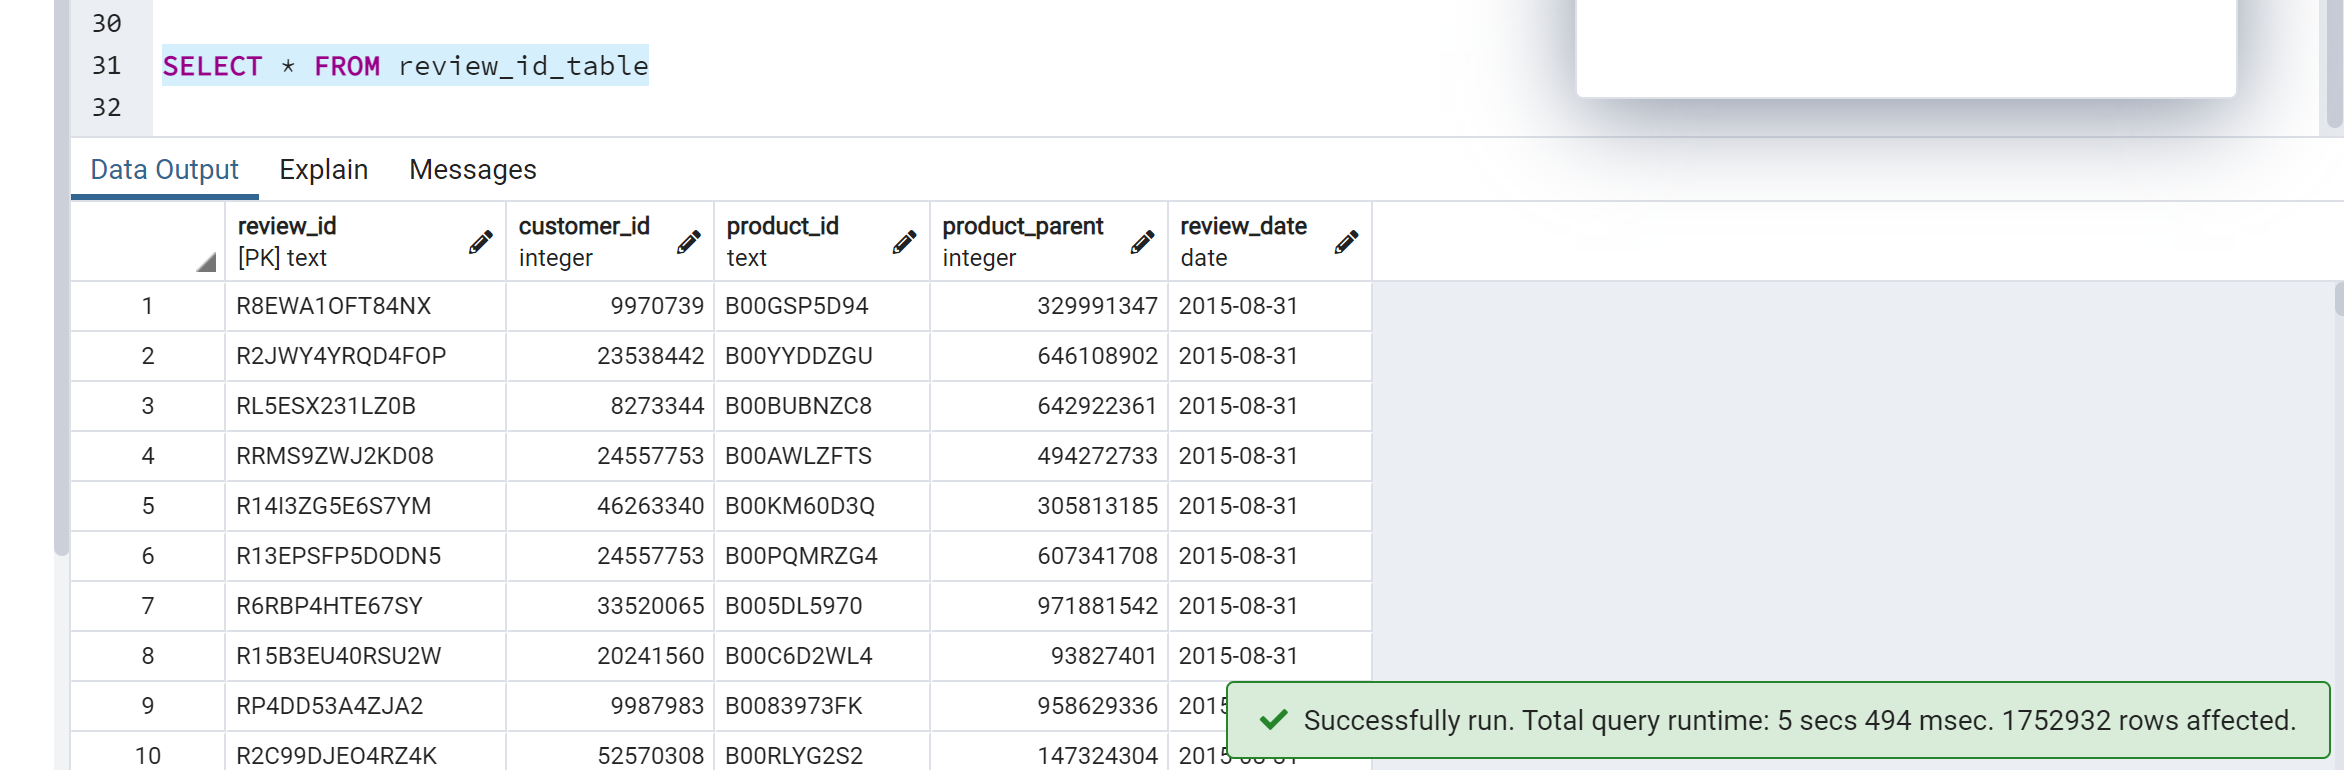 30
31 SELECT * FROM review_id_table
32
Data Output Explain Messages
review_id customer_id product_id product_parent review_date
[PK] text integer text integer date
1 R8EWA1OFT84NX 9970739 B00GSP5D94 329991347 2015-08-31
2 R2JWY4YRQD4FOP 23538442 B00YYDDZGU 646108902 2015-08-31
3 RL5ESX231LZ0B 8273344 B00BUBNZC8 642922361 2015-08-31
4 RRMS9ZWJ2KD08 24557753 B00AWLZFTS 494272733 2015-08-31
5 R14I3ZG5E6S7YM 46263340 B00KM60D3Q 305813185 2015-08-31
6 R13EPSFP5DODN5 24557753 B00PQMRZG4 607341708 2015-08-31
7 R6RBP4HTE67SY 33520065 B005DL5970 971881542 2015-08-31
8 R15B3EU40RSU2W 20241560 B00C6D2WL4 93827401 2015-08-31
9 RP4DD53A4ZJA2 9987983 B0083973FK 958629336 2015
Successfully run. Total query runtime: 5 secs 494 msec. 1752932 rows affected.
10 R2C99DJEO4RZ4K 52570308 B00RLYG2S2 147324304 2015